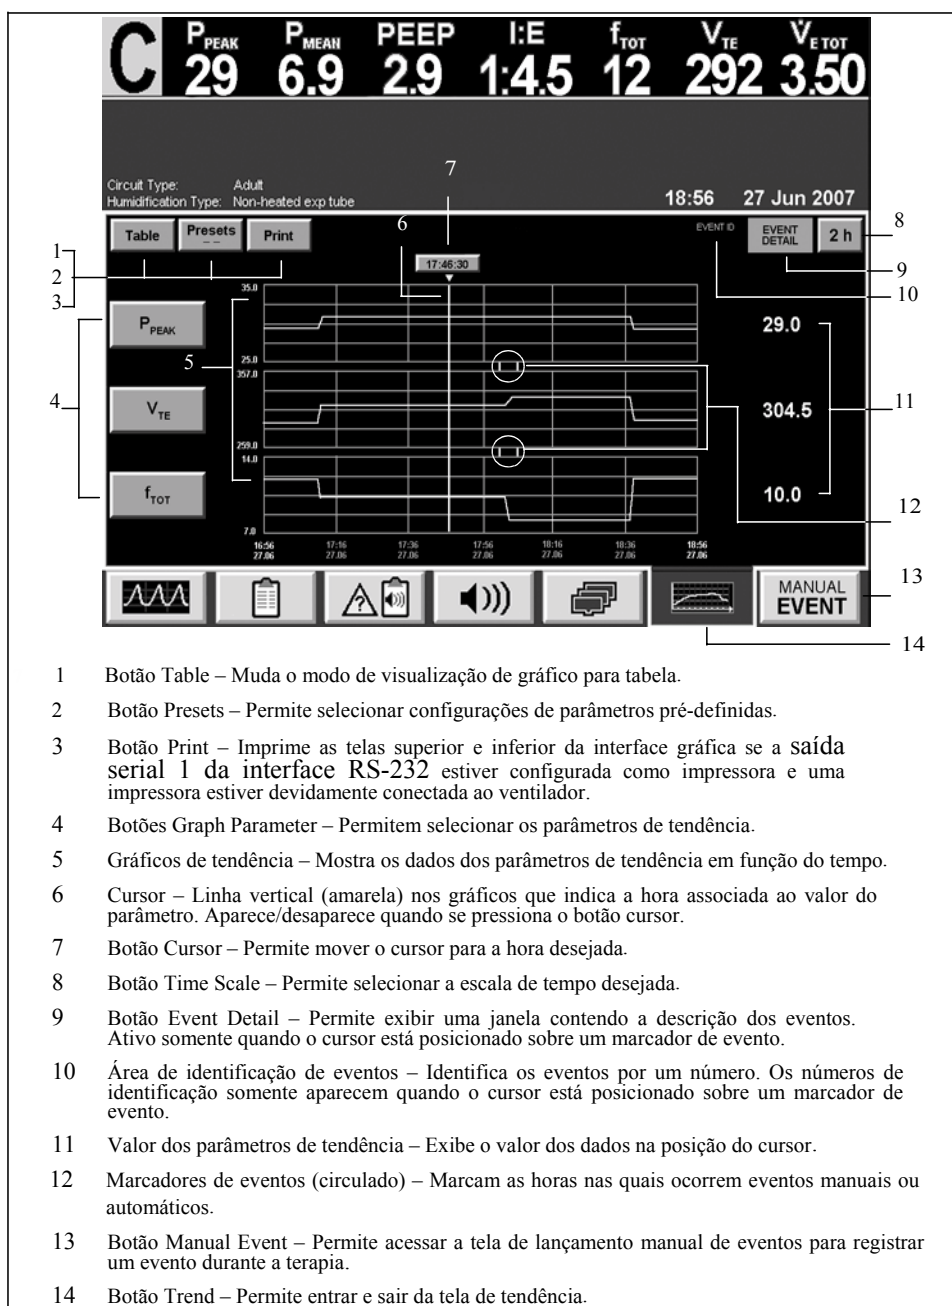 C
P PEAK P MEAN PEEP I:E f TOT V TE V̇ E TOT
29 6.9 2.9 1:4.5 12 292 3.50
7
Circuit Type: Adult
Humidification Type: Non-heated exp tube
18:56 27 Jun 2007
6
8
Table Presets -- Print
EVENT ID
EVENT DETAIL
2 h
1
2
3
9
10
17:46:30
35.0
P PEAK
29.0
5
25.0
357.0
4
V TE
304.5
11
259.0
14.0
f TOT
10.0
12
7.0
16:56 17:16 17:36 17:56 18:16 18:36 18:56
27.06 27.06 27.06 27.06 27.06 27.06 27.06
13
MANUAL
EVENT
14
1 Botão Table – Muda o modo de visualização de gráfico para tabela.
2 Botão Presets – Permite selecionar configurações de parâmetros pré-definidas.
3 Botão Print – Imprime as telas superior e inferior da interface gráfica se a saída
serial 1 da interface RS-232 estiver configurada como impressora e uma
impressora estiver devidamente conectada ao ventilador.
4 Botões Graph Parameter – Permitem selecionar os parâmetros de tendência.
5 Gráficos de tendência – Mostra os dados dos parâmetros de tendência em função do tempo.
6 Cursor – Linha vertical (amarela) nos gráficos que indica a hora associada ao valor do
parâmetro. Aparece/desaparece quando se pressiona o botão cursor.
7 Botão Cursor – Permite mover o cursor para a hora desejada.
8 Botão Time Scale – Permite selecionar a escala de tempo desejada.
9 Botão Event Detail – Permite exibir uma janela contendo a descrição dos eventos.
Ativo somente quando o cursor está posicionado sobre um marcador de evento.
10 Área de identificação de eventos – Identifica os eventos por um número. Os números de
identificação somente aparecem quando o cursor está posicionado sobre um marcador de
evento.
11 Valor dos parâmetros de tendência – Exibe o valor dos dados na posição do cursor.
12 Marcadores de eventos (circulado) – Marcam as horas nas quais ocorrem eventos manuais ou
automáticos.
13 Botão Manual Event – Permite acessar a tela de lançamento manual de eventos para registrar
um evento durante a terapia.
14 Botão Trend – Permite entrar e sair da tela de tendência.